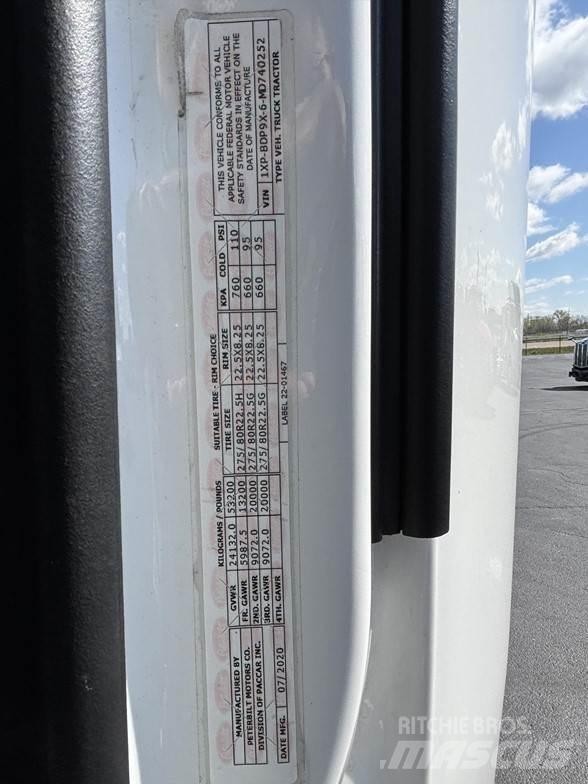 MANUFACTURED BY
PETERBILT MOTORS CO.
DIVISION OF PACCAR INC.
DATE MFG. 07/2020
KILOGRAMS / POUNDS
GVWR 24132.0 53200
FR. GAWR 5987.5 13200
2ND. GAWR 9072.0 20000
3RD. GAWR 9072.0 20000
4TH. GAWR
SUITABLE TIRE - RIM CHOICE
TIRE SIZE RIM SIZE KPA COLD PSI
275/80R22.5H 22.5X8.25 760 110
275/80R22.5G 22.5X8.25 660 95
275/80R22.5G 22.5X8.25 660 95
LABEL 22-01467
THIS VEHICLE CONFORMS TO ALL
APPLICABLE FEDERAL MOTOR VEHICLE
SAFETY STANDARDS IN EFFECT ON THE
DATE OF MANUFACTURE
VIN 1XP-BDP9X-6-MD740252
TYPE VEH. TRUCK TRACTOR
RITCHIE BROS.
MASCUS